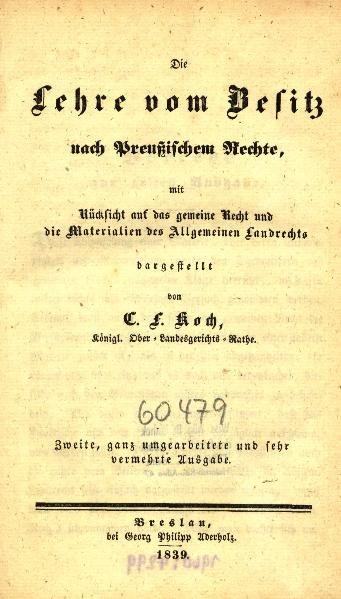 Die
Lehre vom Besitz
nach Preußischem Rechte,
mit
Rücksicht auf das gemeine Recht und
die Materialien des Allgemeinen Landrechts
dargestellt
von
C. F. Koch,
Königl. Ober-Landesgerichts-Rathe.
60479
Zweite, ganz umgearbeitete und sehr
vermehrte Ausgabe.
Breslau,
bei Georg Philipp Aderholz.
1839.